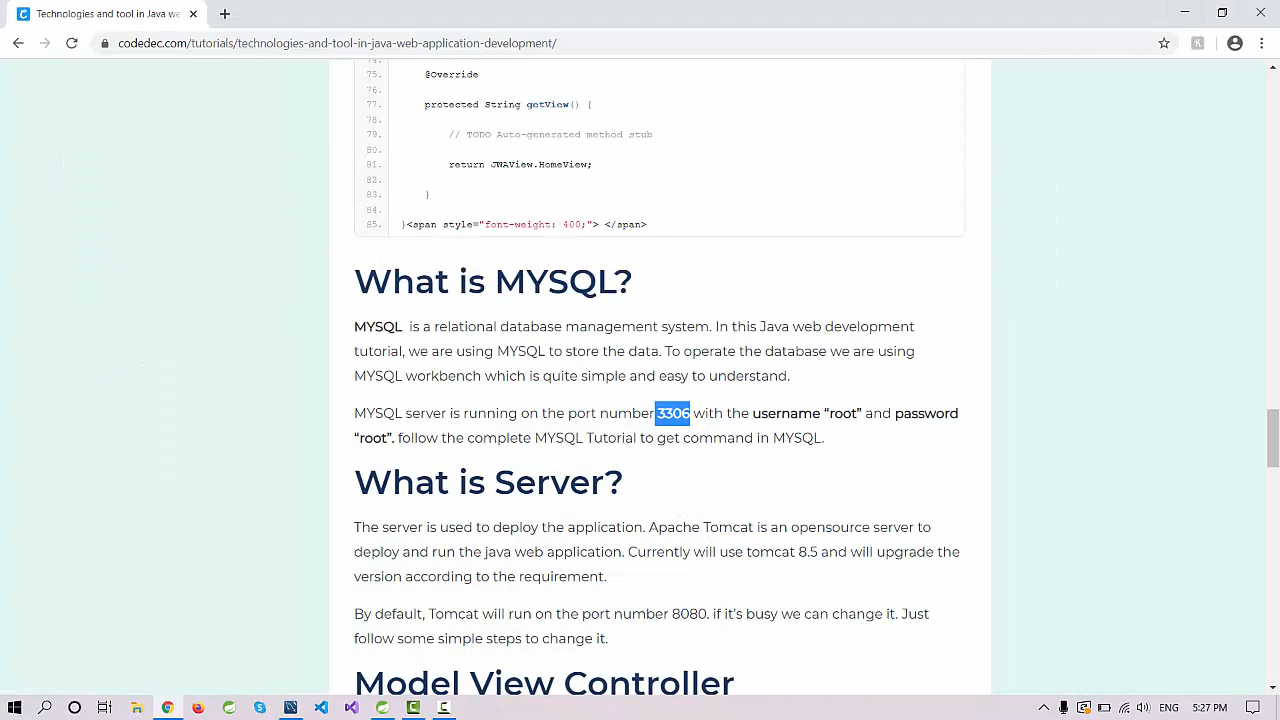 Technologies and tool in Java we
codedec.com/tutorials/technologies-and-tool-in-java-web-application-development/
75. @Override
76.
77. protected String getView() {
78.
79. // TODO Auto-generated method stub
80.
81. return JWAView.HomeView;
82.
83. }
84.
85. }<span style="font-weight: 400;"> </span>
What is MYSQL?
MYSQL is a relational database management system. In this Java web development
tutorial, we are using MYSQL to store the data. To operate the database we are using
MYSQL workbench which is quite simple and easy to understand.
MYSQL server is running on the port number 3306 with the username “root” and password
“root”. follow the complete MYSQL Tutorial to get command in MYSQL.
What is Server?
The server is used to deploy the application. Apache Tomcat is an opensource server to
deploy and run the java web application. Currently will use tomcat 8.5 and will upgrade the
version according to the requirement.
By default, Tomcat will run on the port number 8080. if it’s busy we can change it. Just
follow some simple steps to change it.
Model View Controller
ENG 5:27 PM